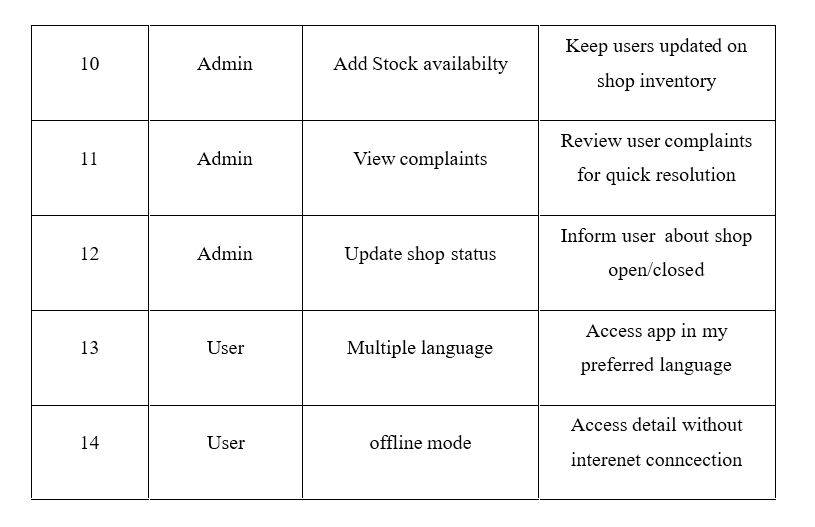 10 Admin Add Stock availabilty Keep users updated on
shop inventory
11 Admin View complaints Review user complaints
for quick resolution
12 Admin Update shop status Inform user about shop
open/closed
13 User Multiple language Access app in my
preferred language
14 User offline mode Access detail without
interenet conncection